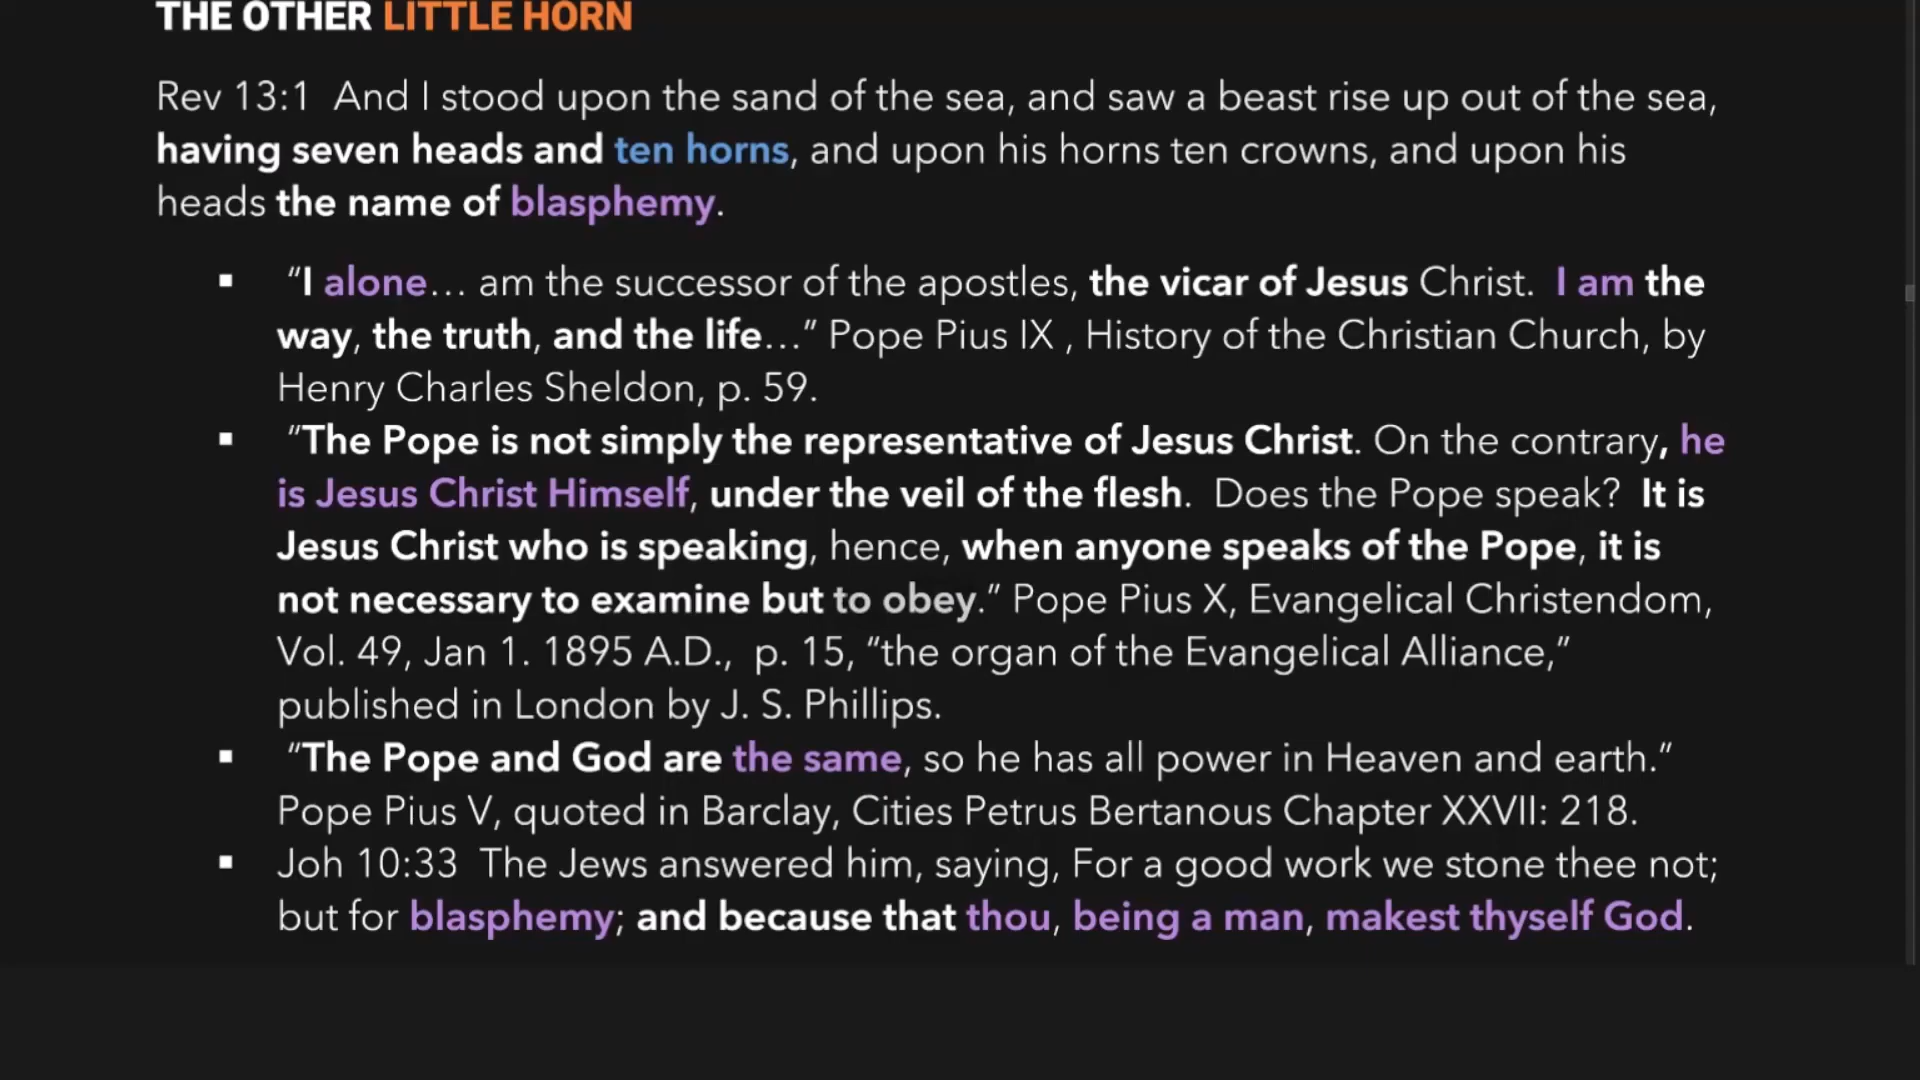 THE OTHER LITTLE HORN
Rev 13:1  And I stood upon the sand of the sea, and saw a beast rise up out of the sea,
having seven heads and ten horns, and upon his horns ten crowns, and upon his
heads the name of blasphemy.
▪ “I alone… am the successor of the apostles, the vicar of Jesus Christ.  I am the
way, the truth, and the life…” Pope Pius IX , History of the Christian Church, by
Henry Charles Sheldon, p. 59.
▪ “The Pope is not simply the representative of Jesus Christ. On the contrary, he
is Jesus Christ Himself, under the veil of the flesh.  Does the Pope speak?  It is
Jesus Christ who is speaking, hence, when anyone speaks of the Pope, it is
not necessary to examine but to obey.” Pope Pius X, Evangelical Christendom,
Vol. 49, Jan 1. 1895 A.D.,  p. 15, “the organ of the Evangelical Alliance,”
published in London by J. S. Phillips.
▪ “The Pope and God are the same, so he has all power in Heaven and earth.”
Pope Pius V, quoted in Barclay, Cities Petrus Bertanous Chapter XXVII: 218.
▪ Joh 10:33  The Jews answered him, saying, For a good work we stone thee not;
but for blasphemy; and because that thou, being a man, makest thyself God.